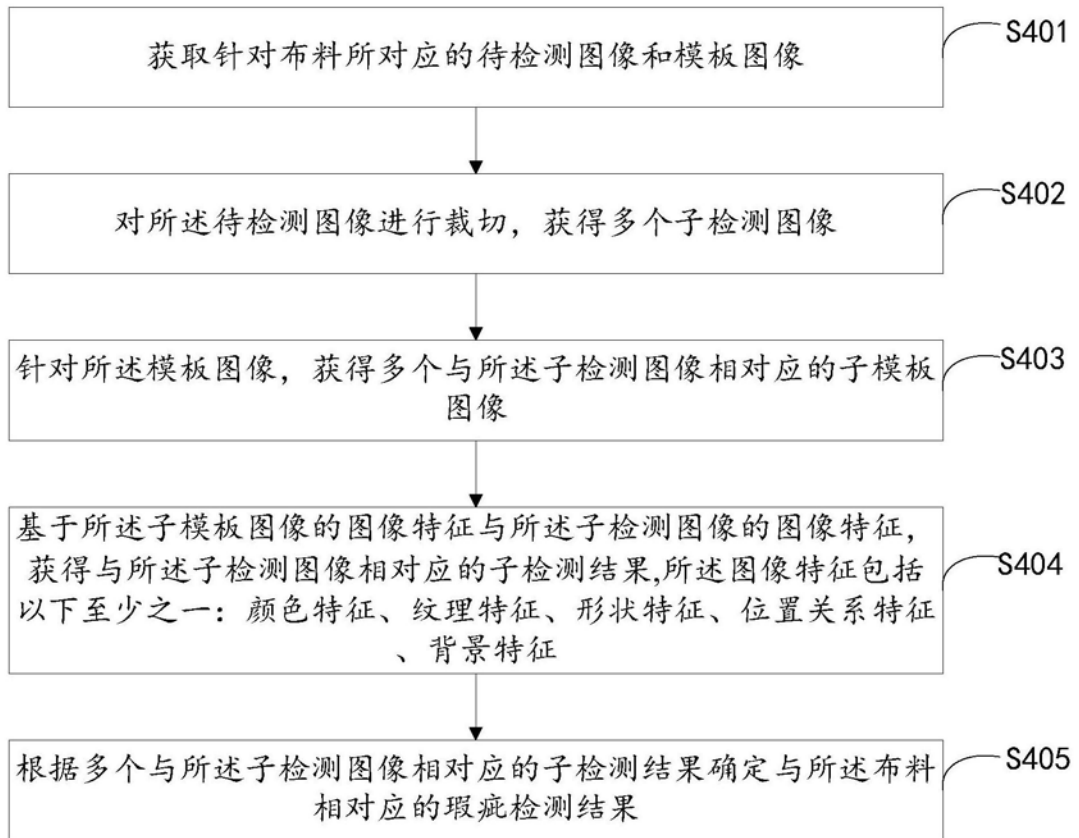 获取针对布料所对应的待检测图像和模板图像
S401
对所述待检测图像进行裁切，获得多个子检测图像
S402
针对所述模板图像，获得多个与所述子检测图像相对应的子模板
图像
S403
基于所述子模板图像的图像特征与所述子检测图像的图像特征，
获得与所述子检测图像相对应的子检测结果,所述图像特征包括
以下至少之一：颜色特征、纹理特征、形状特征、位置关系特征
、背景特征
S404
根据多个与所述子检测图像相对应的子检测结果确定与所述布料
相对应的瑕疵检测结果
S405